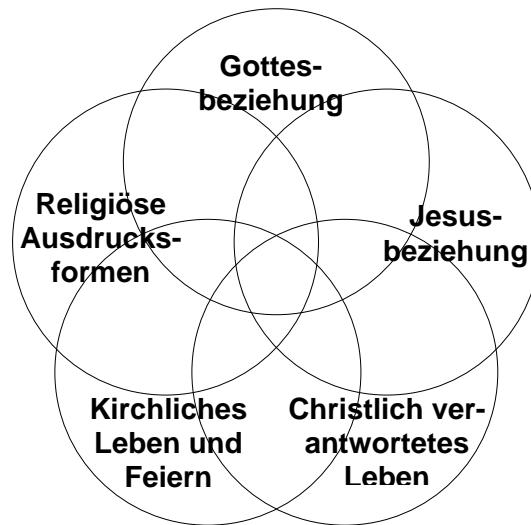 Gottes-
beziehung
Religiöse
Ausdrucks-
formen
Jesus-
beziehung
Kirchliches
Leben und
Feiern
Christlich ver-
antwortetes
Leben